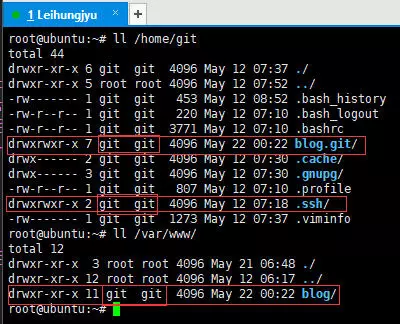 1 Leihungjyu × +
root@ubuntu:~# ll /home/git
total 44
drwxr-xr-x 6 git  git  4096 May 12 07:37 ./
drwxr-xr-x 5 root root 4096 May 12 07:52 ../
-rw------- 1 git  git   453 May 12 08:52 .bash_history
-rw-r--r-- 1 git  git   220 May 12 07:10 .bash_logout
-rw-r--r-- 1 git  git  3771 May 12 07:10 .bashrc
drwxrwxr-x 7 git  git  4096 May 22 00:22 blog.git/
drwx------ 2 git  git  4096 May 12 07:30 .cache/
drwx------ 3 git  git  4096 May 12 07:30 .gnupg/
-rw-r--r-- 1 git  git   807 May 12 07:10 .profile
drwxrwxr-x 2 git  git  4096 May 12 07:18 .ssh/
-rw------- 1 git  git  1273 May 12 07:37 .viminfo
root@ubuntu:~# ll /var/www/
total 12
drwxr-xr-x  3 root root 4096 May 21 06:48 ./
drwxr-xr-x 12 root root 4096 May 12 06:17 ../
drwxr-xr-x 11 git  git  4096 May 22 00:22 blog/
root@ubuntu:~#